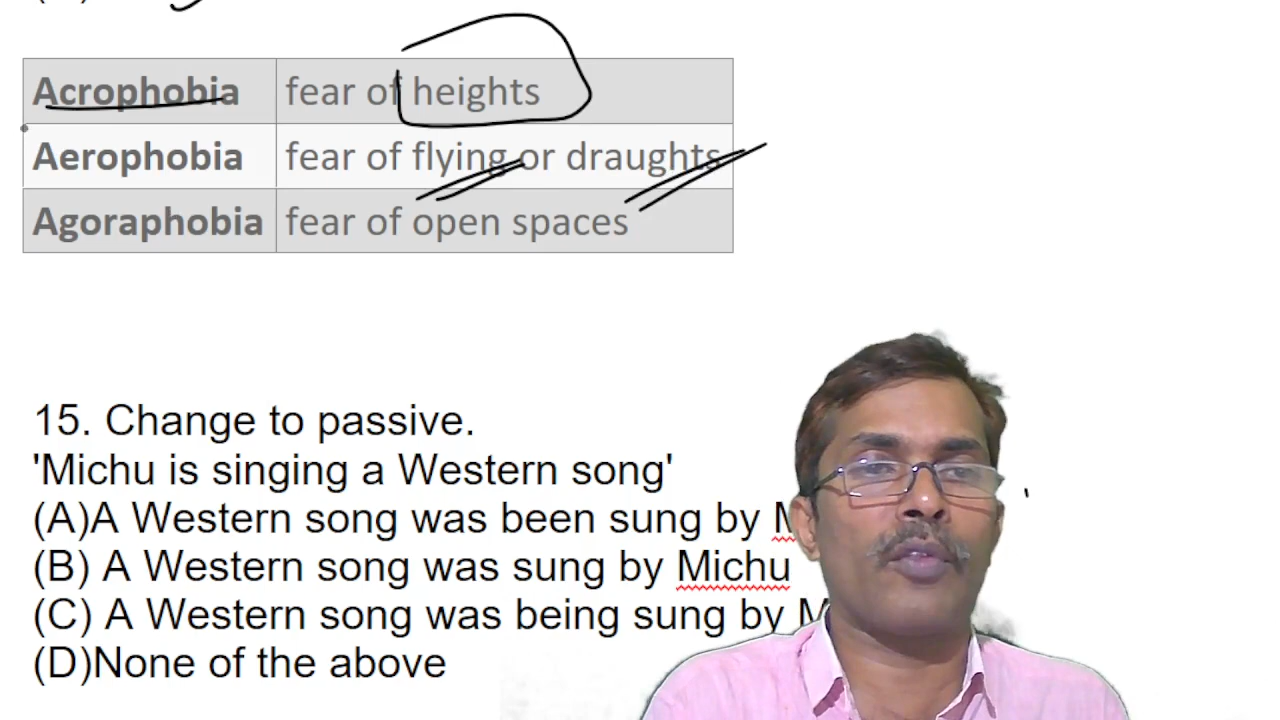 Acrophobia fear of heights
Aerophobia fear of flying or draughts
Agoraphobia fear of open spaces
15. Change to passive.
'Michu is singing a Western song'
(A)A Western song was been sung by
(B) A Western song was sung by Michu
(C) A Western song was being sung by
(D)None of the above